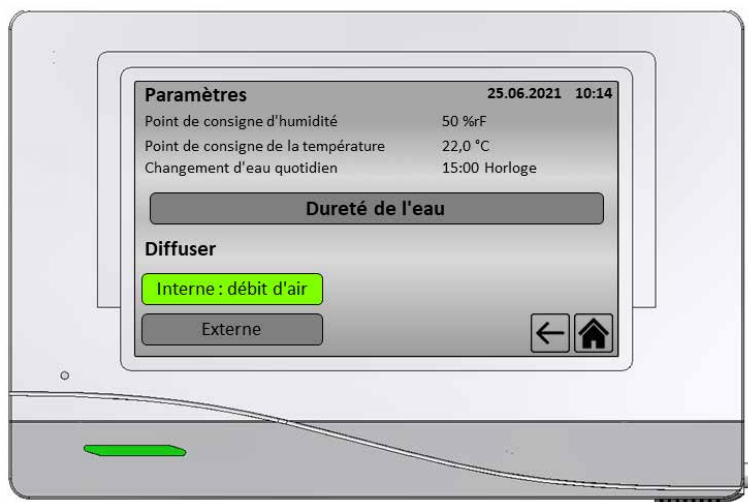 Paramètres 25.06.2021 10:14
Point de consigne d'humidité 50 %rF
Point de consigne de la température 22,0 °C
Changement d'eau quotidien 15:00 Horloge
Dureté de l'eau
Diffuser
Interne : débit d'air
Externe